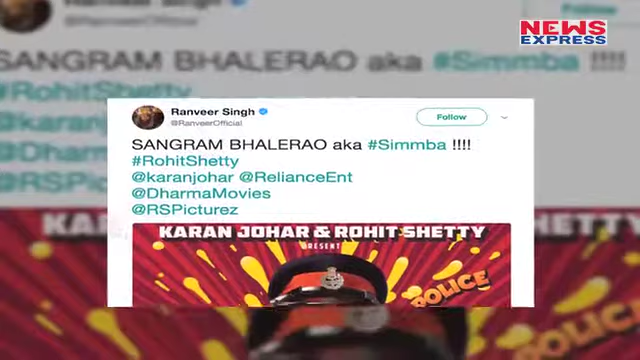 NEWS
EXPRESS
Ranveer Singh
@RanveerOfficial
Follow
SANGRAM BHALERAO aka #Simmba !!!!
#RohitShetty
@karanjohar @RelianceEnt
@DharmaMovies
@RSPicturez
KARAN JOHAR & ROHIT SHETTY
PRESENT
POLICE